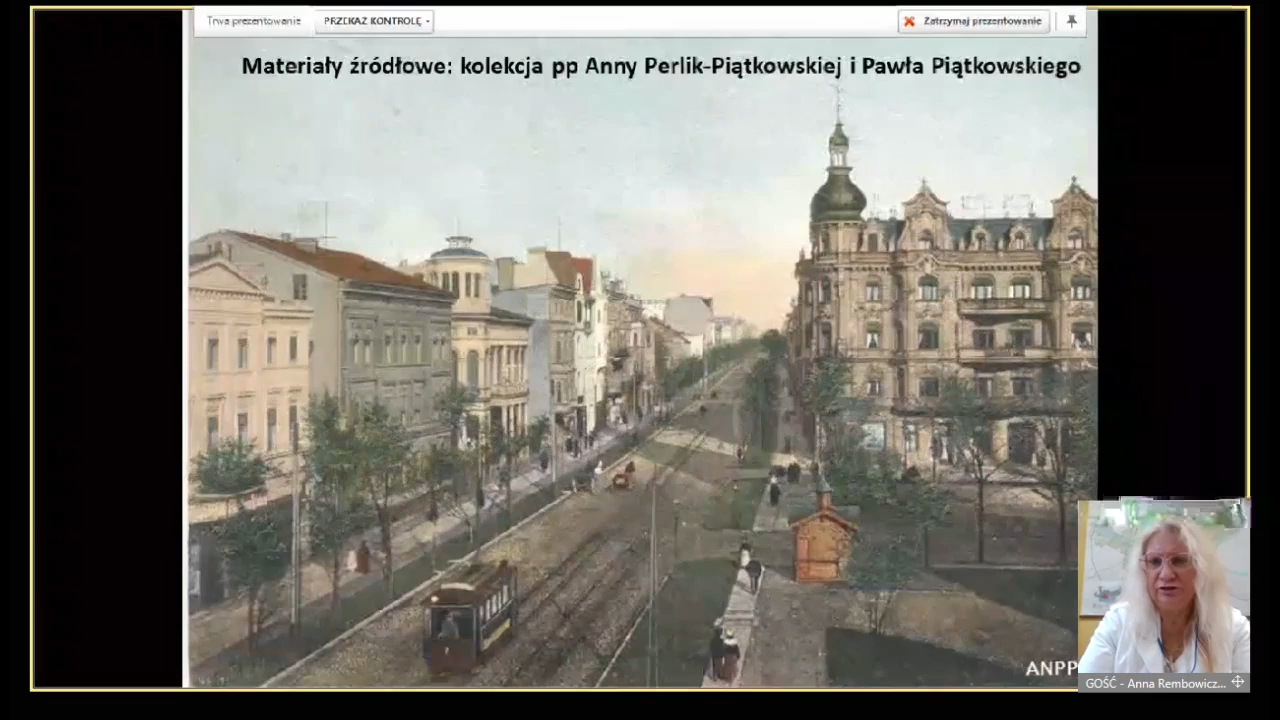 Trwa prezentowanie
PRZEKAŻ KONTROLĘ
Zatrzymaj prezentowanie
Materiały źródłowe: kolekcja pp Anny Perlik-Piątkowskiej i Pawła Piątkowskiego
ANPP
GOŚĆ - Anna Rembowicz...